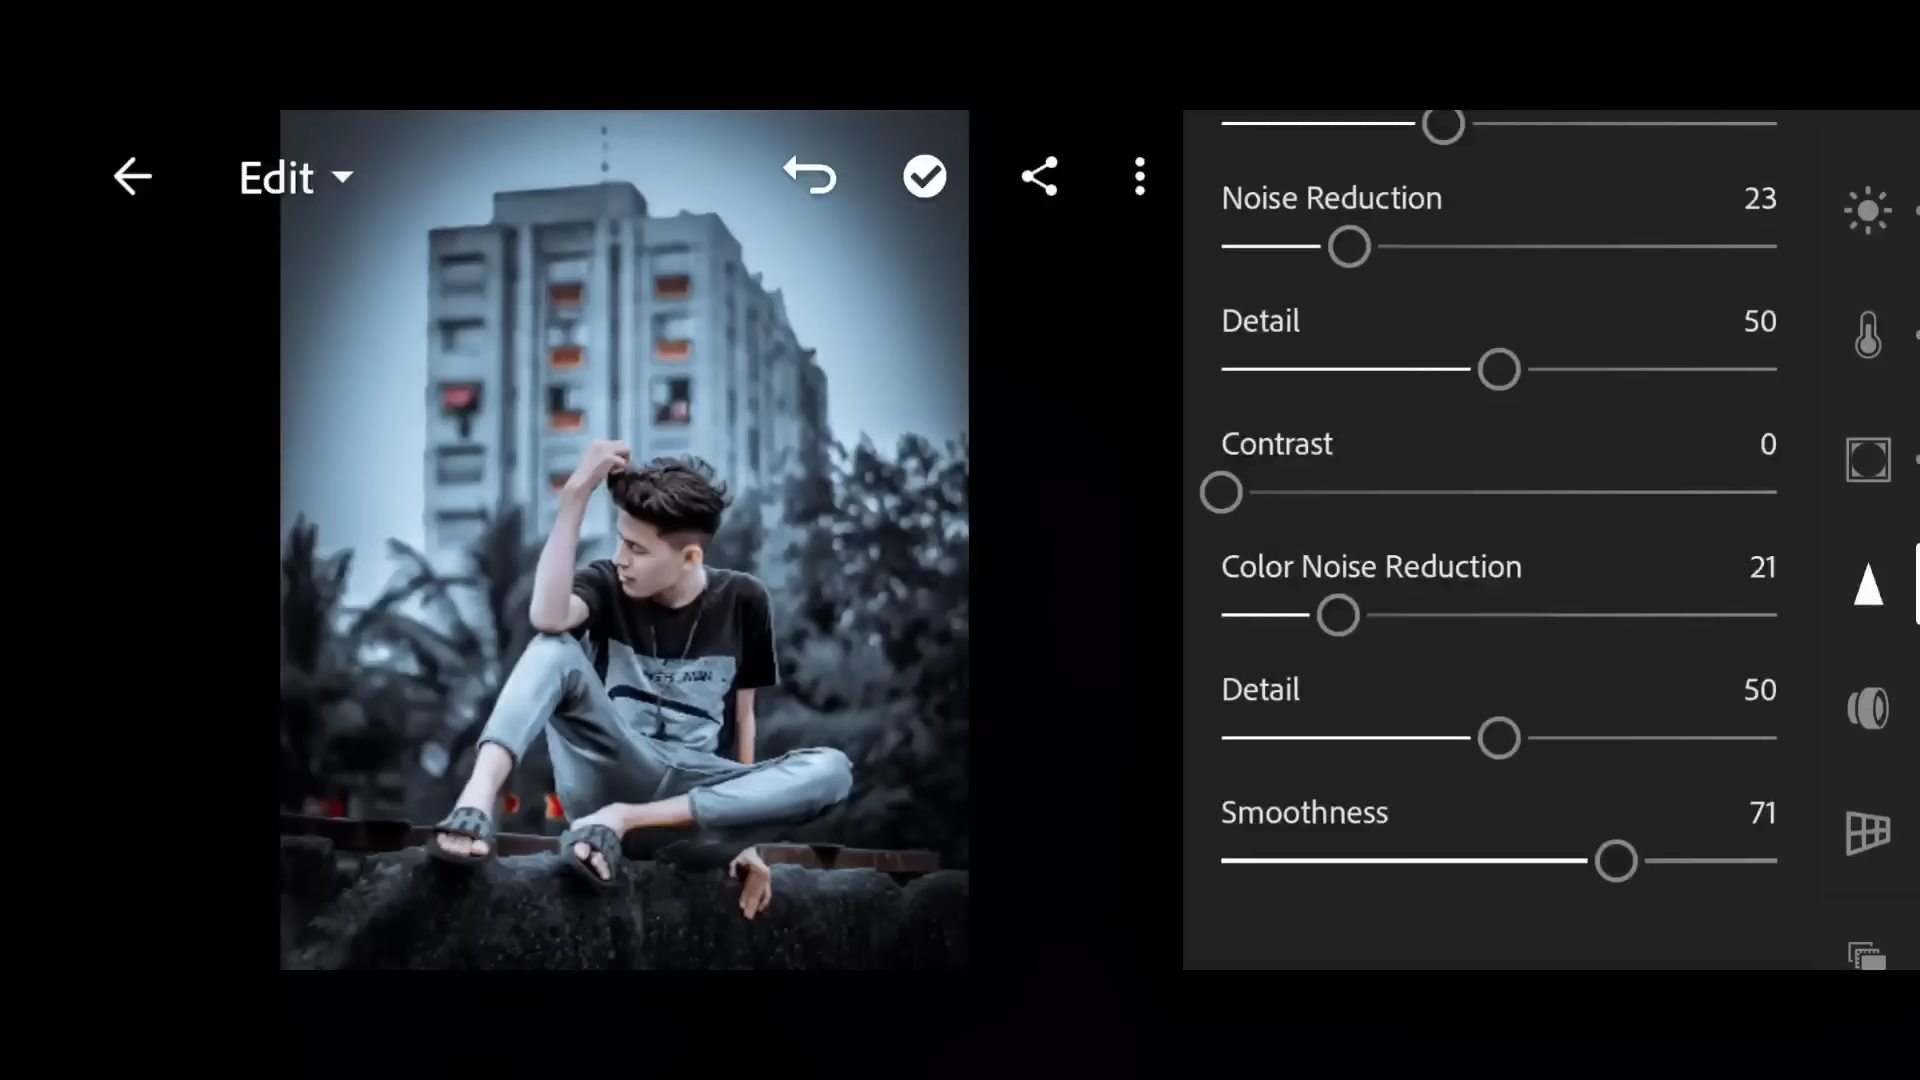 Edit
Noise Reduction 23
Detail 50
Contrast 0
Color Noise Reduction 21
Detail 50
Smoothness 71